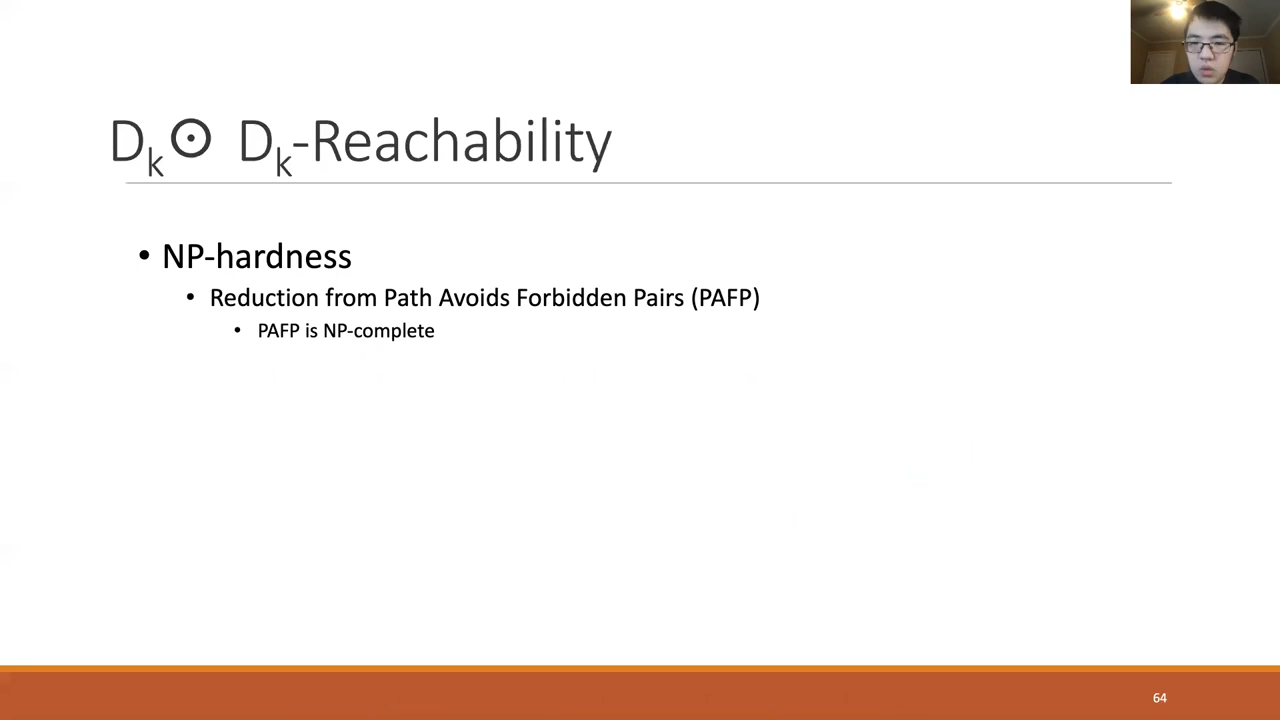 Dk⊙ Dk-Reachability
• NP-hardness
• Reduction from Path Avoids Forbidden Pairs (PAFP)
• PAFP is NP-complete
64